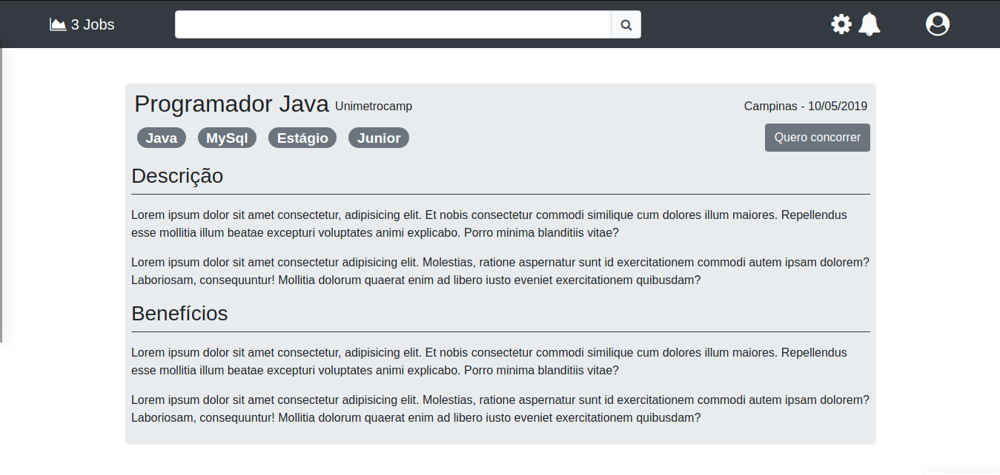 3 Jobs
Programador Java Unimetrocamp Campinas - 10/05/2019
Java MySql Estágio Junior Quero concorrer
Descrição
Lorem ipsum dolor sit amet consectetur, adipisicing elit. Et nobis consectetur commodi similique cum dolores illum maiores. Repellendus
esse mollitia illum beatae excepturi voluptates animi explicabo. Porro minima blanditiis vitae?
Lorem ipsum dolor sit amet consectetur adipisicing elit. Molestias, ratione aspernatur sunt id exercitationem commodi autem ipsam dolorem?
Laboriosam, consequuntur! Mollitia dolorum quaerat enim ad libero iusto eveniet exercitationem quibusdam?
Benefícios
Lorem ipsum dolor sit amet consectetur, adipisicing elit. Et nobis consectetur commodi similique cum dolores illum maiores. Repellendus
esse mollitia illum beatae excepturi voluptates animi explicabo. Porro minima blanditiis vitae?
Lorem ipsum dolor sit amet consectetur adipisicing elit. Molestias, ratione aspernatur sunt id exercitationem commodi autem ipsam dolorem?
Laboriosam, consequuntur! Mollitia dolorum quaerat enim ad libero iusto eveniet exercitationem quibusdam?